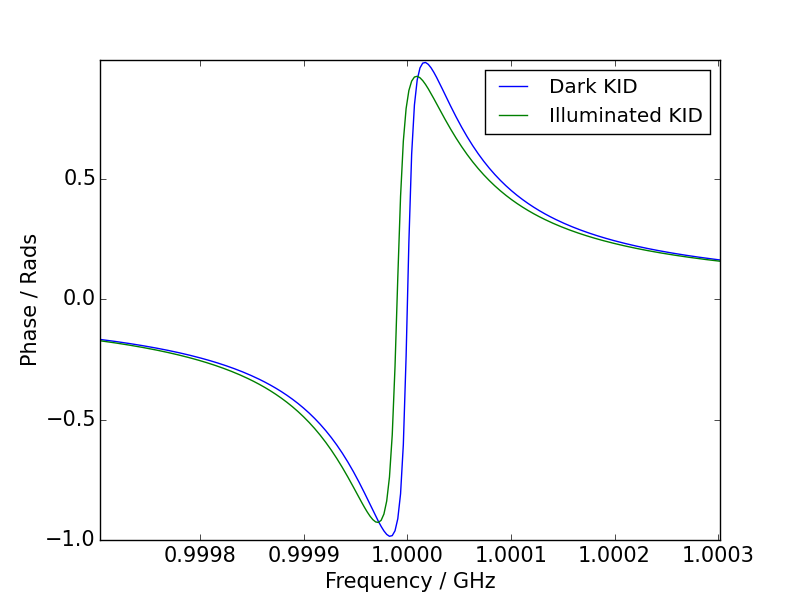 Dark KID
Illuminated KID
0.5
0.0
−0.5
−1.0
Phase / Rads
0.9998 0.9999 1.0000 1.0001 1.0002 1.0003
Frequency / GHz